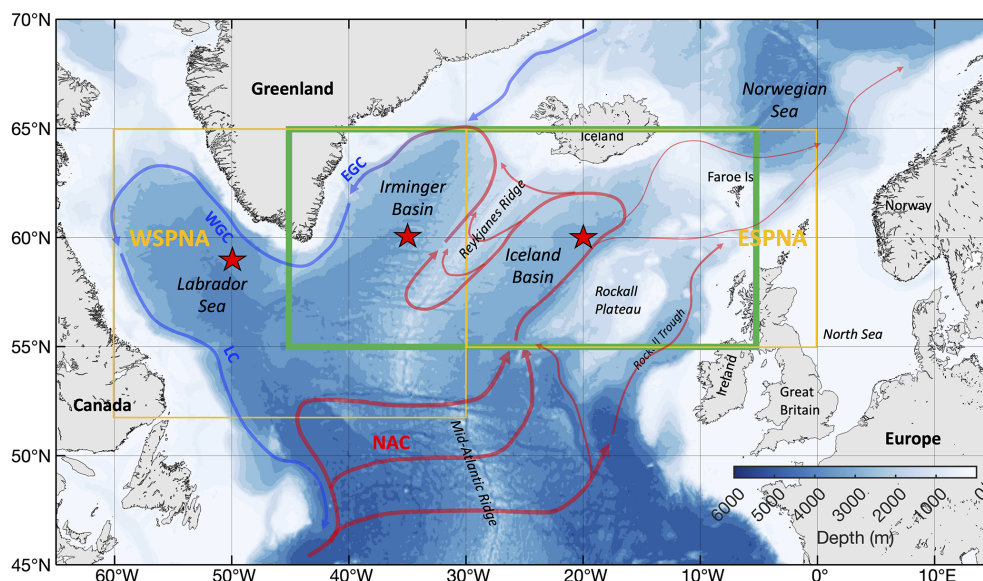 70°N
Greenland
Norwegian
Sea
65°N
Iceland
EGC
Irminger
Basin
Faroe Is
WGC
Reykjanes Ridge
Norway
60°N
WSPNA
ESPNA
Iceland
Basin
Labrador
Sea
Rockall
Plateau
Rockall Trough
North Sea
55°N
LC
Ireland
Great
Britain
Canada
NAC
Mid-Atlantic Ridge
Europe
50°N
6000
5000
4000
3000
2000
1000
0
Depth (m)
45°N
60°W
50°W
40°W
30°W
20°W
10°W
0°E
10°E